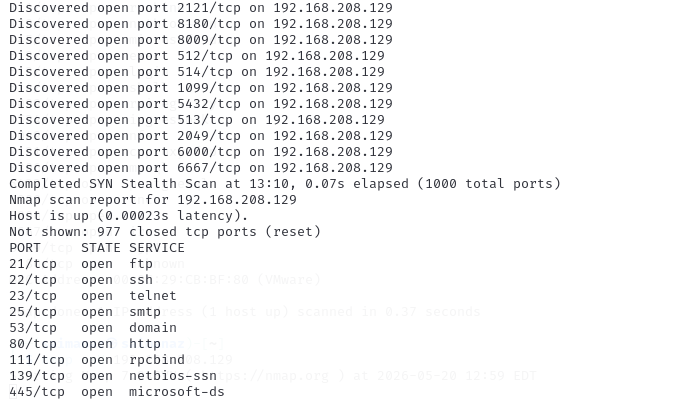 Discovered open port 2121/tcp on 192.168.208.129
Discovered open port 8180/tcp on 192.168.208.129
Discovered open port 8009/tcp on 192.168.208.129
Discovered open port 512/tcp on 192.168.208.129
Discovered open port 514/tcp on 192.168.208.129
Discovered open port 1099/tcp on 192.168.208.129
Discovered open port 5432/tcp on 192.168.208.129
Discovered open port 513/tcp on 192.168.208.129
Discovered open port 2049/tcp on 192.168.208.129
Discovered open port 6000/tcp on 192.168.208.129
Discovered open port 6667/tcp on 192.168.208.129
Completed SYN Stealth Scan at 13:10, 0.07s elapsed (1000 total ports)
Nmap scan report for 192.168.208.129
Host is up (0.00023s latency).
Not shown: 977 closed tcp ports (reset)
PORT     STATE SERVICE
21/tcp   open  ftp
22/tcp   open  ssh
23/tcp   open  telnet
25/tcp   open  smtp
53/tcp   open  domain
80/tcp   open  http
111/tcp  open  rpcbind
139/tcp  open  netbios-ssn
445/tcp  open  microsoft-ds